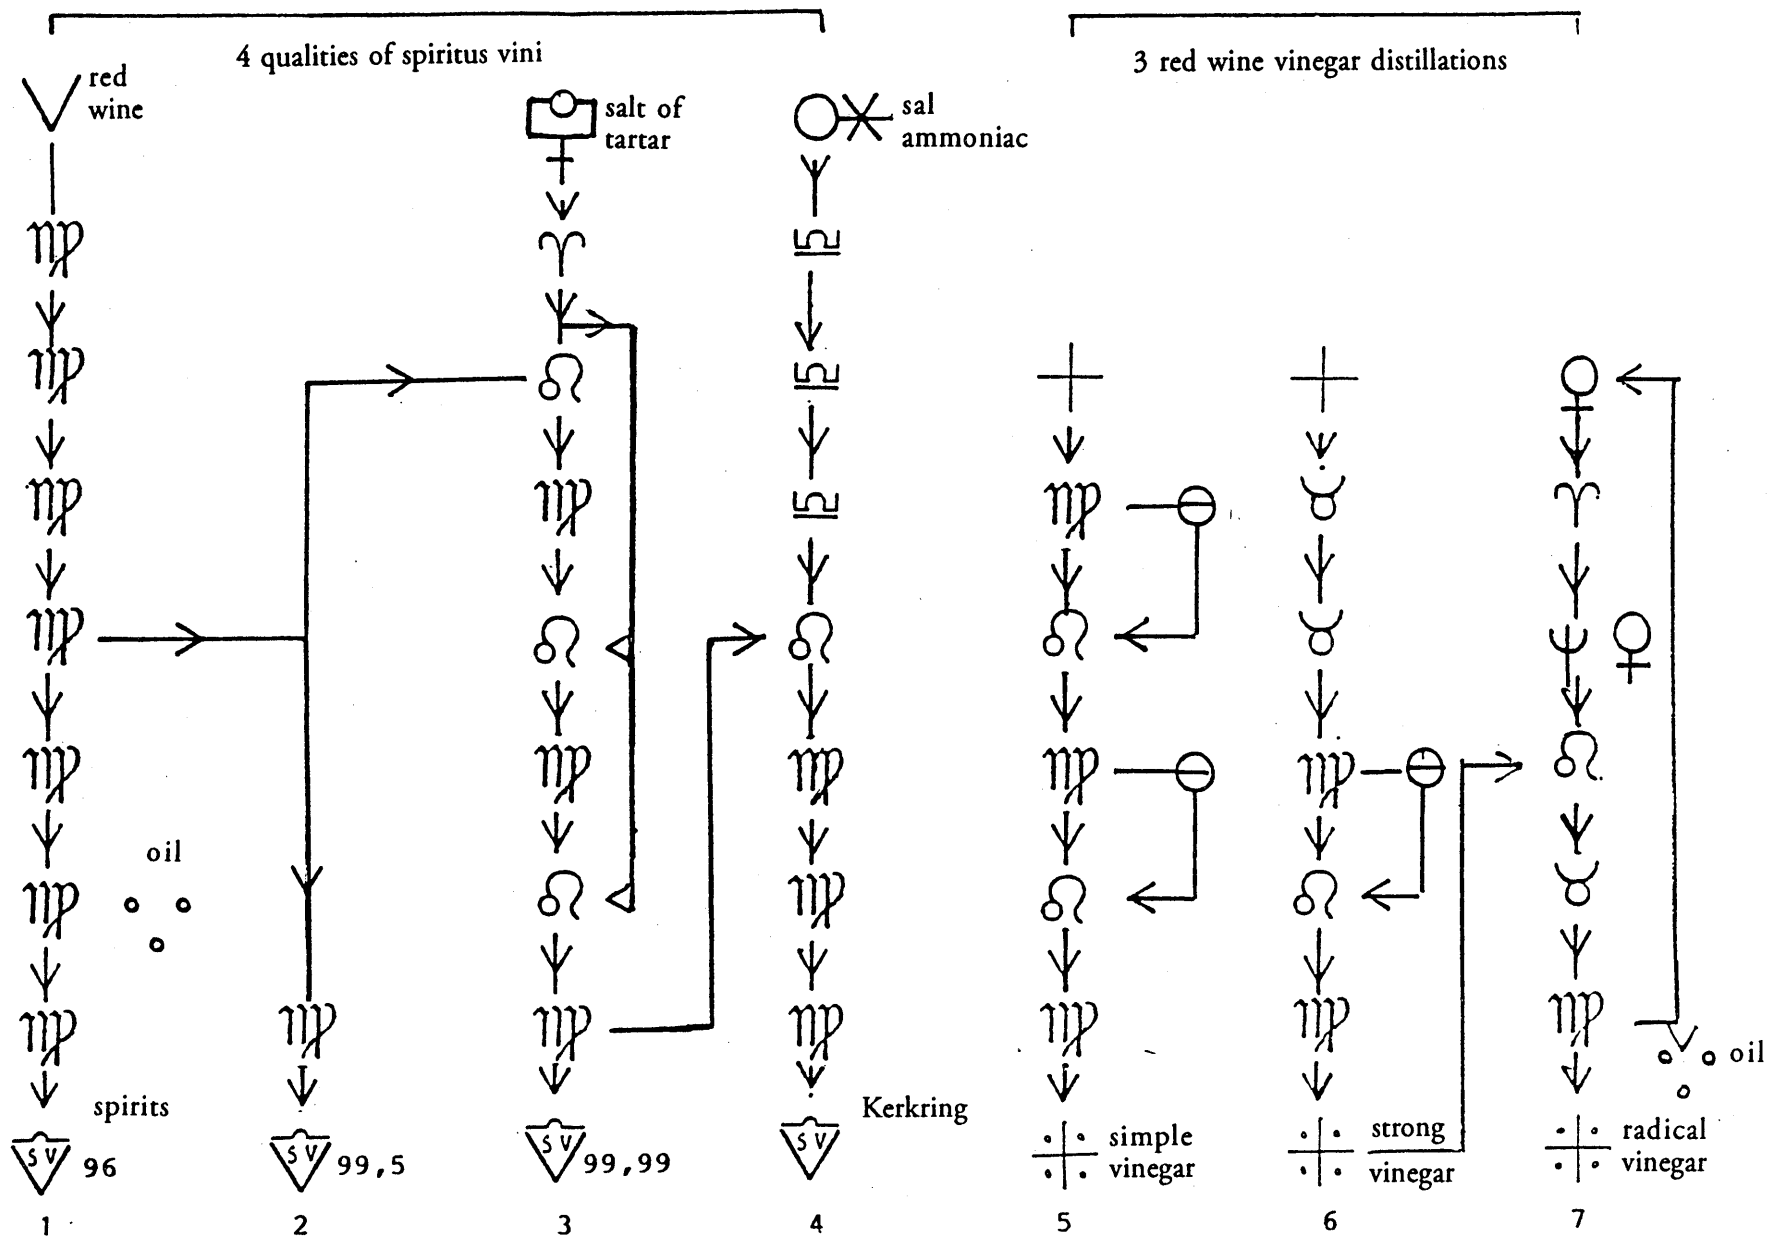 4 qualities of spiritus vini
3 red wine vinegar distillations
red
wine
salt of
tartar
sal
ammoniac
oil
oil
spirits
Kerkring
simple
vinegar
strong
vinegar
radical
vinegar
SV 96
SV 99,5
SV 99,99
SV
1 2 3 4 5 6 7